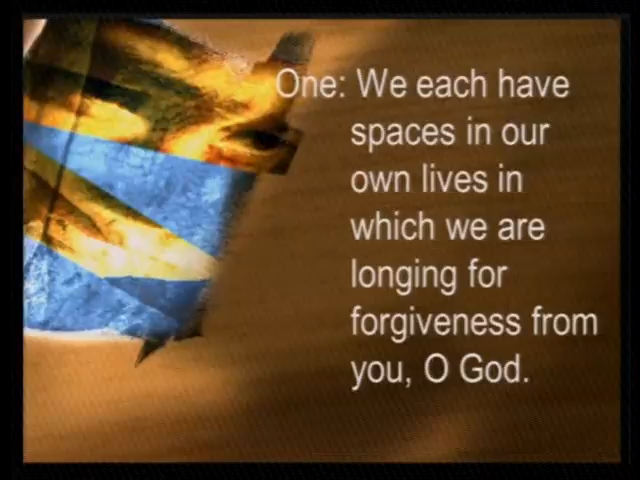 One: We each have
spaces in our
own lives in
which we are
longing for
forgiveness from
you, O God.